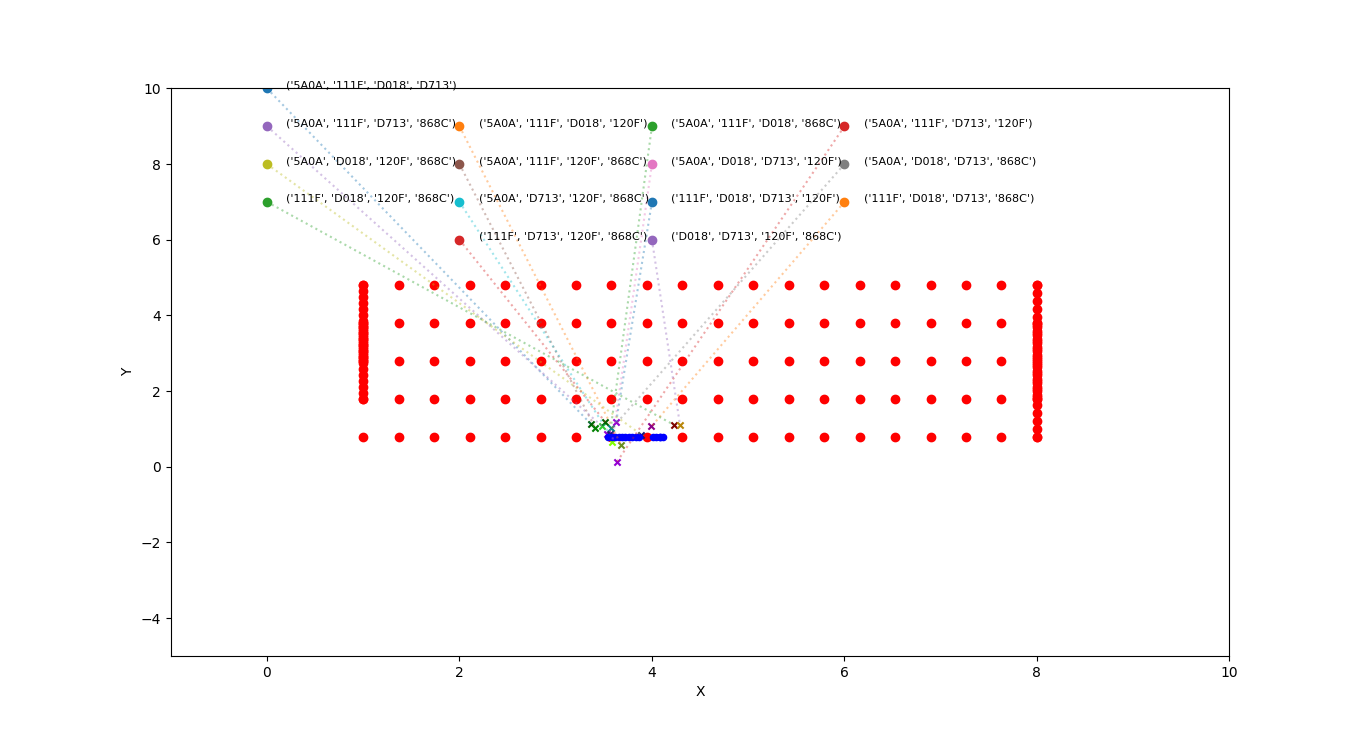 10
('5A0A', '111F', 'D018', 'D713')
('5A0A', '111F', 'D713', '868C') ('5A0A', '111F', 'D018', '120F') ('5A0A', '111F', 'D018', '868C') ('5A0A', '111F', 'D713', '120F')
8
('5A0A', 'D018', '120F', '868C') ('5A0A', '111F', '120F', '868C') ('5A0A', 'D018', 'D713', '120F') ('5A0A', 'D018', 'D713', '868C')
('111F', 'D018', '120F', '868C') ('5A0A', 'D713', '120F', '868C') ('111F', 'D018', 'D713', '120F') ('111F', 'D018', 'D713', '868C')
6
('111F', 'D713', '120F', '868C') ('D018', 'D713', '120F', '868C')
4
Y
2
0
−2
−4
0 2 4 6 8 10
X